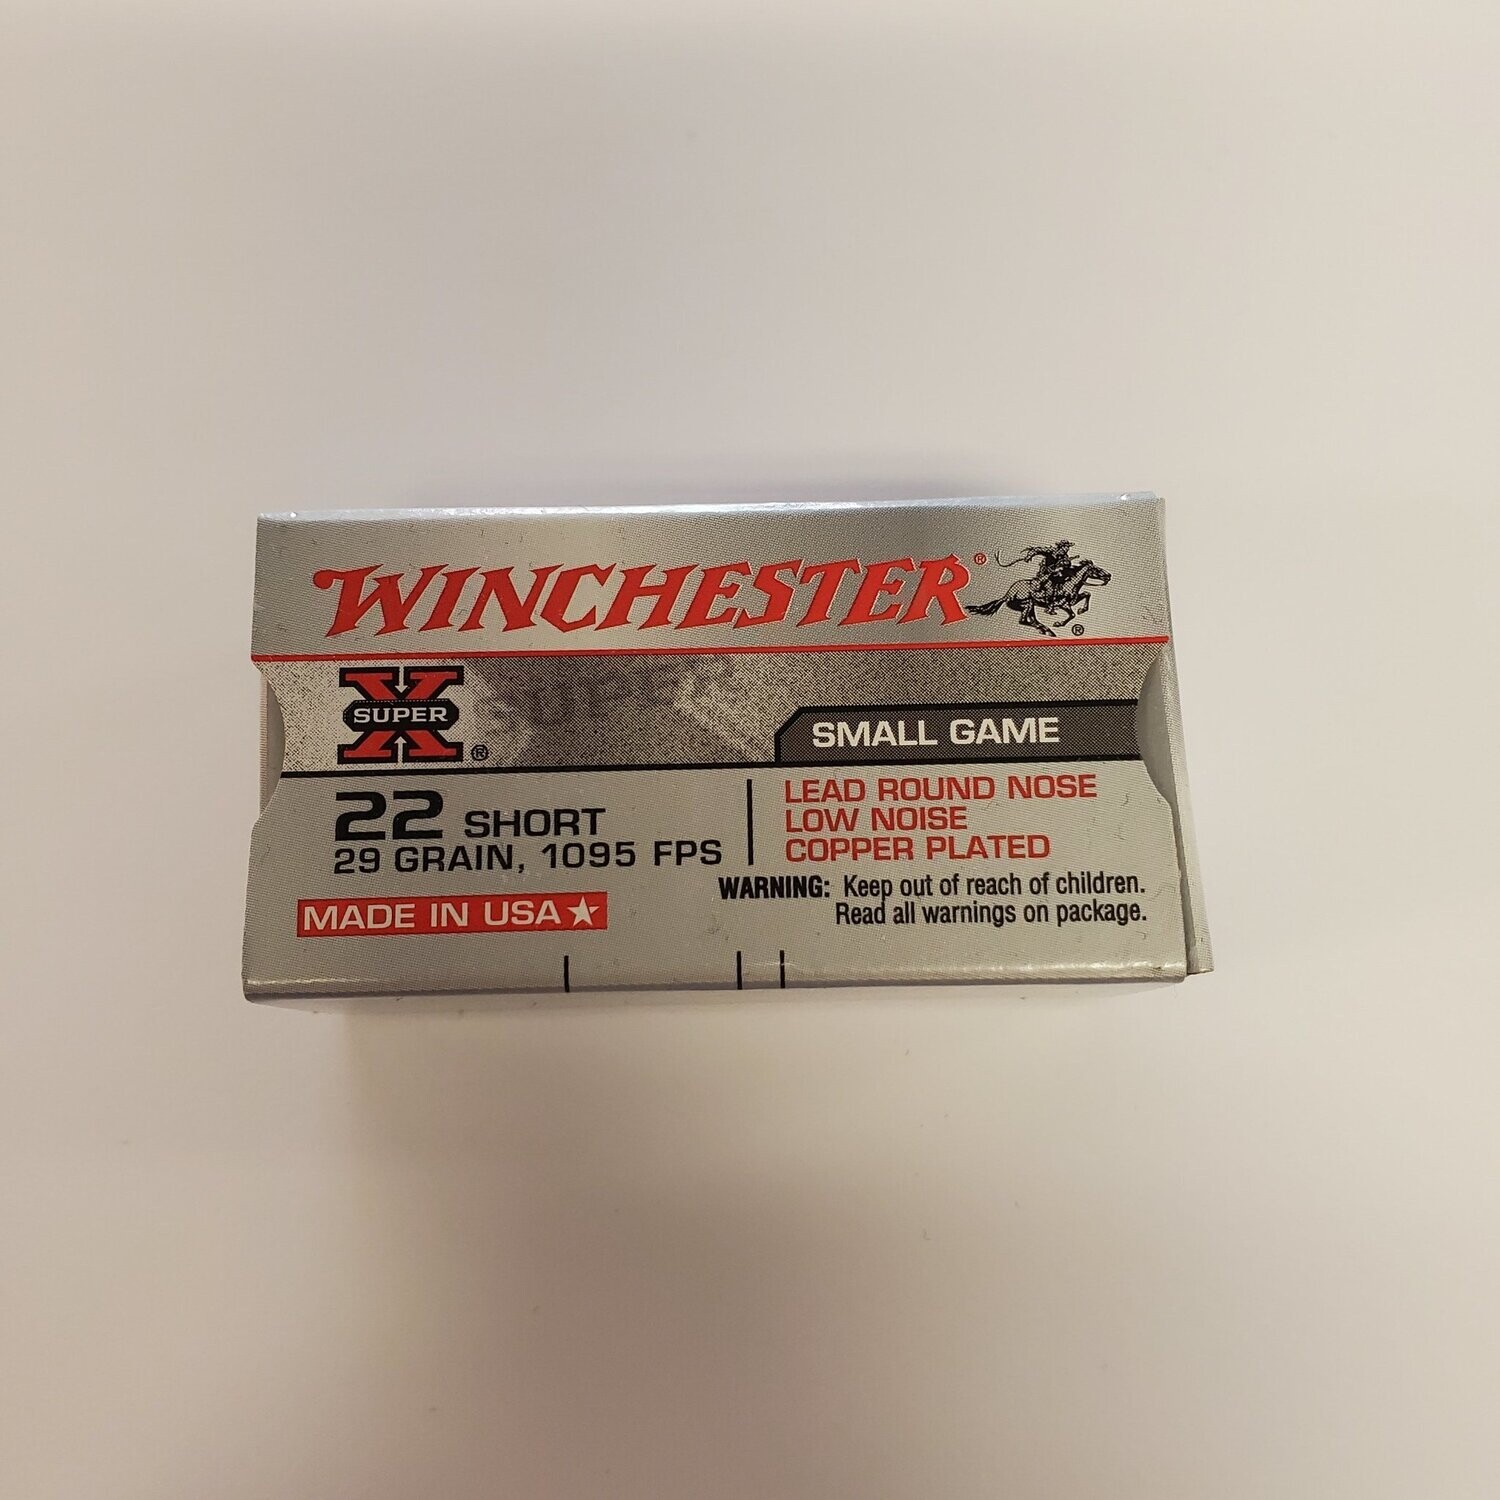 WINCHESTER®
®
X SUPER ®
SUPER X
SMALL GAME
22 SHORT
29 GRAIN, 1095 FPS
LEAD ROUND NOSE
LOW NOISE
COPPER PLATED
WARNING: Keep out of reach of children.
Read all warnings on package.
MADE IN USA